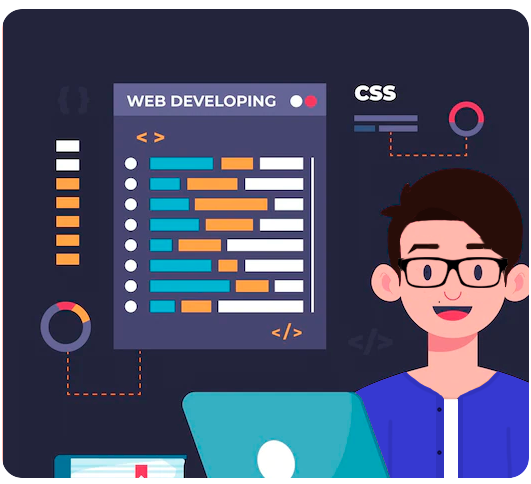 WEB DEVELOPING
CSS
{ }
< >
</>
</>